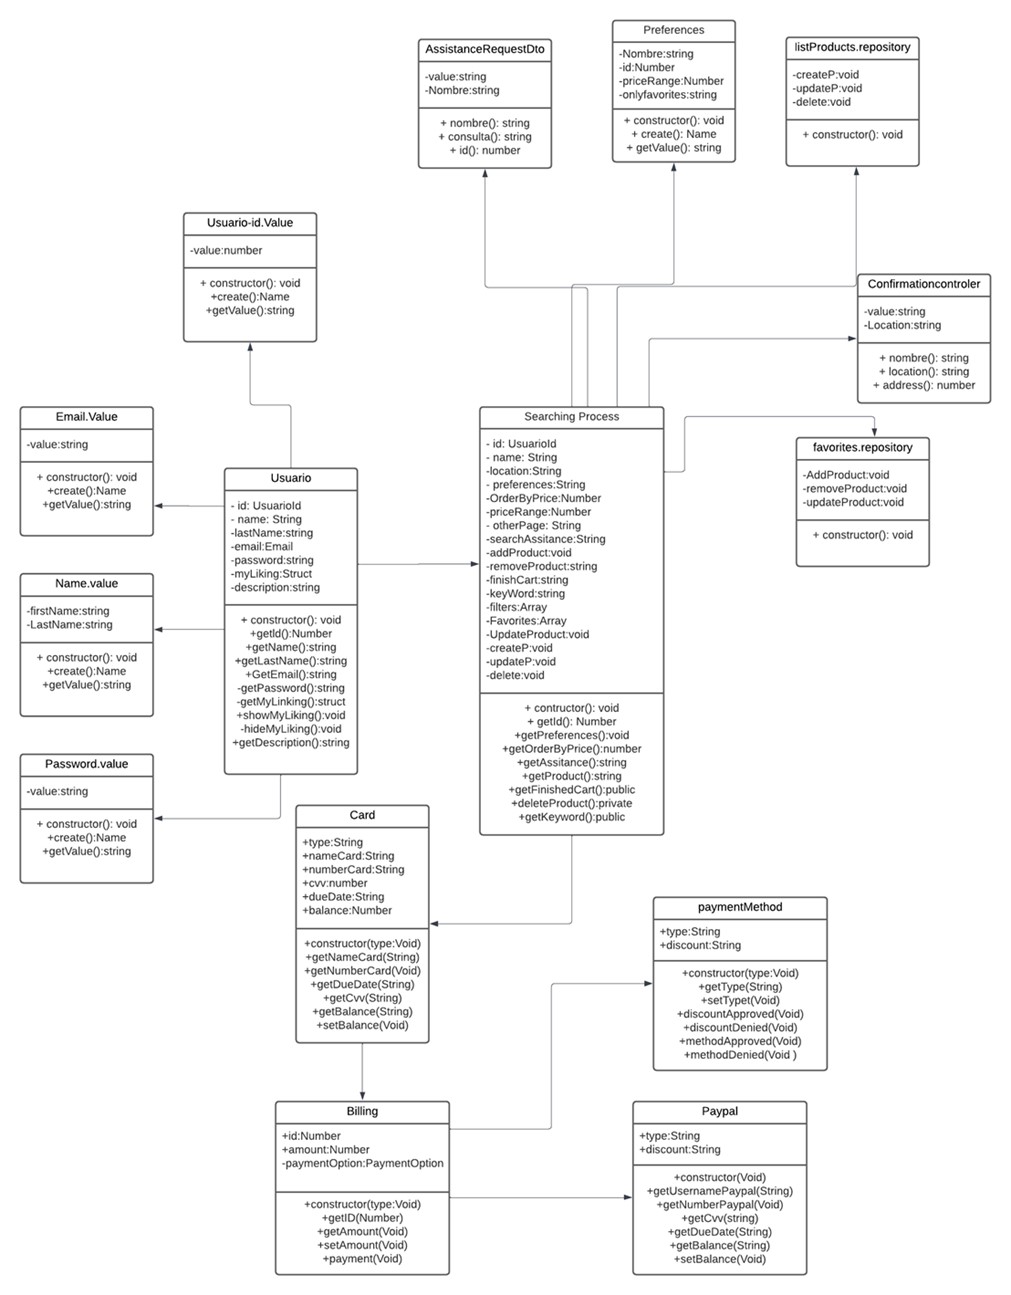 AssistanceRequestDto
-value:string
-Nombre:string
+ nombre(): string
+ consulta(): string
+ id(): number
Preferences
-Nombre:string
-id:Number
-priceRange:Number
-onlyfavorites:string
+ constructor(): void
+ create(): Name
+ getValue(): string
listProducts.repository
-createP:void
-updateP:void
-delete:void
+ constructor(): void
Usuario-id.Value
-value:number
+ constructor(): void
+create():Name
+getValue():string
Confirmationcontroler
-value:string
-Location:string
+ nombre(): string
+ location(): string
+ address(): number
Email.Value
-value:string
+ constructor(): void
+create():Name
+getValue():string
Usuario
- id: UsuarioId
- name: String
-lastName:string
-email:Email
-password:string
-myLiking:Struct
-description:string
+ constructor(): void
+getId():Number
+getName():string
+getLastName():string
+GetEmail():string
-getPassword():string
-getMyLinking():struct
+showMyLiking():void
-hideMyLiking():void
+getDescription():string
Searching Process
- id: UsuarioId
- name: String
-location:String
- preferences:String
-OrderByPrice:Number
-priceRange:Number
- otherPage: String
-searchAssitance:String
-addProduct:void
-removeProduct:string
-finishCart:string
-keyWord:string
-filters:Array
-Favorites:Array
-UpdateProduct:void
-createP:void
-updateP:void
-delete:void
+ contructor(): void
+ getId(): Number
+getPreferences():void
+getOrderByPrice():number
+getAssitance():string
+getProduct():string
+getFinishedCart():public
+deleteProduct():private
+getKeyword():public
favorites.repository
-AddProduct:void
-removeProduct:void
-updateProduct:void
+ constructor(): void
Name.value
-firstName:string
-LastName:string
+ constructor(): void
+create():Name
+getValue():string
Password.value
-value:string
+ constructor(): void
+create():Name
+getValue():string
Card
+type:String
+nameCard:String
+numberCard:String
+cvv:number
+dueDate:String
+balance:Number
+constructor(type:Void)
+getNameCard(String)
+getNumberCard(Void)
+getDueDate(String)
+getCvv(String)
+getBalance(String)
+setBalance(Void)
paymentMethod
+type:String
+discount:String
+constructor(type:Void)
+getType(String)
+setTypet(Void)
+discountApproved(Void)
+discountDenied(Void)
+methodApproved(Void)
+methodDenied(Void )
Billing
+id:Number
+amount:Number
-paymentOption:PaymentOption
+constructor(type:Void)
+getID(Number)
+getAmount(Void)
+setAmount(Void)
+payment(Void)
Paypal
+type:String
+discount:String
+constructor(Void)
+getUsernamePaypal(String)
+getNumberPaypal(Void)
+getCvv(string)
+getDueDate(String)
+getBalance(String)
+setBalance(Void)